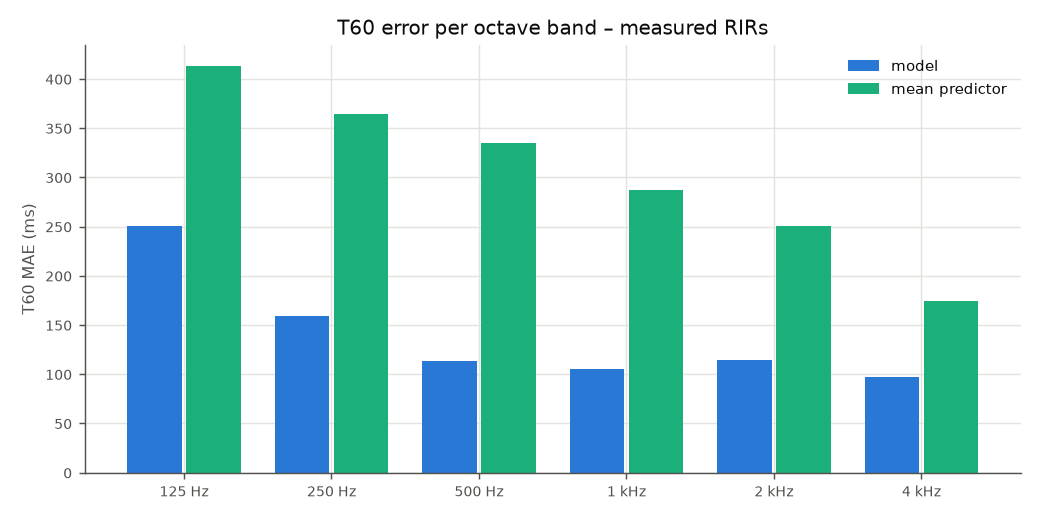 T60 error per octave band – measured RIRs
model
mean predictor
T60 MAE (ms)
400
350
300
250
200
150
100
50
0
125 Hz
250 Hz
500 Hz
1 kHz
2 kHz
4 kHz